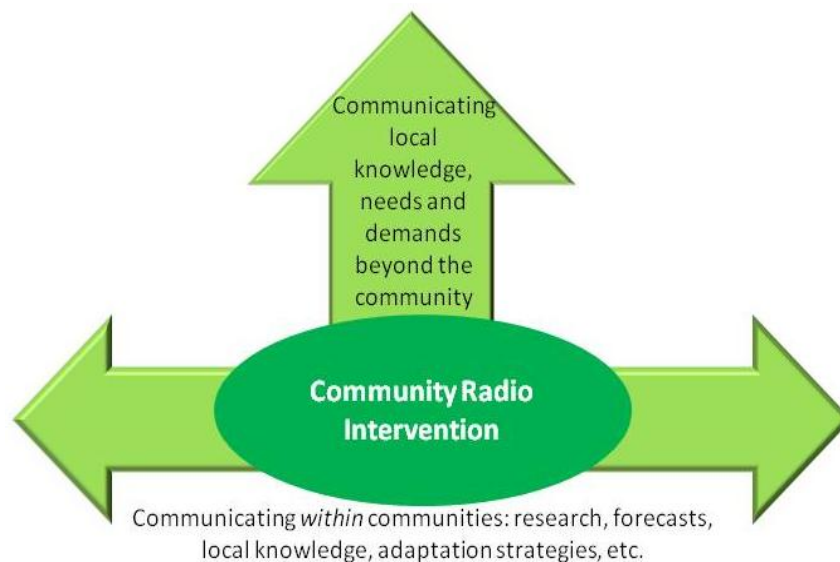 Communicating
local
knowledge,
needs and
demands
beyond the
community
Community Radio
Intervention
Communicating within communities: research, forecasts,
local knowledge, adaptation strategies, etc.